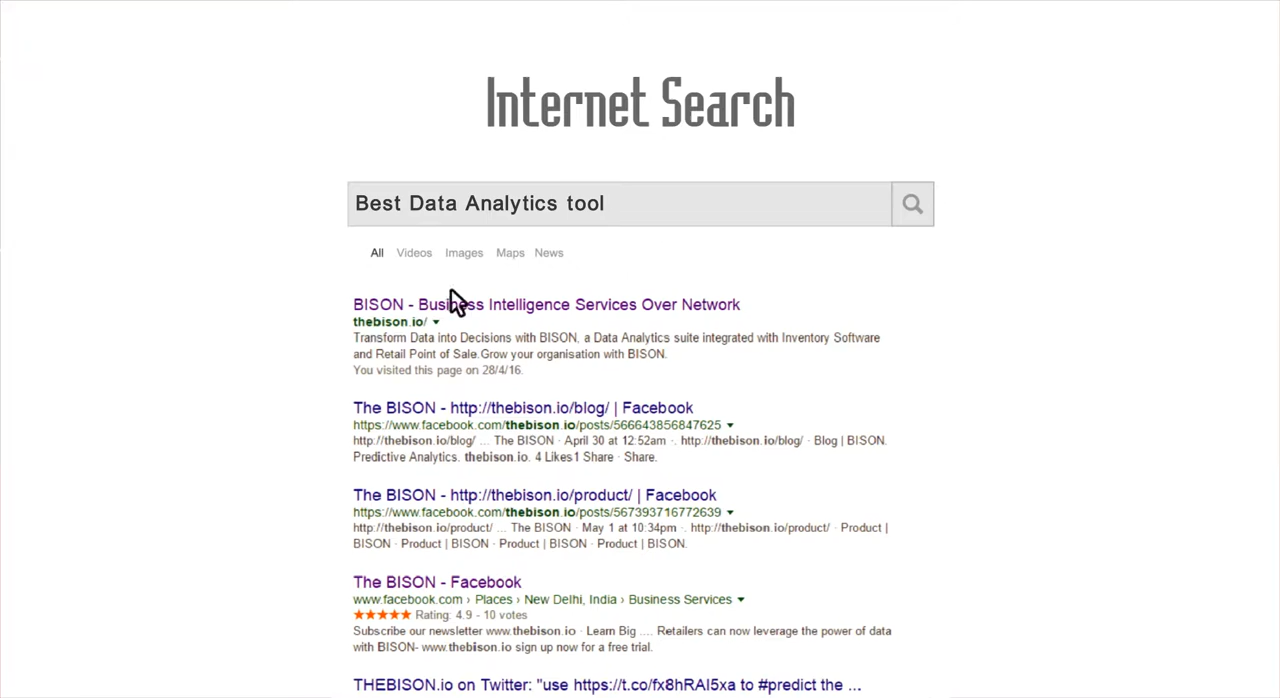 Internet Search
Best Data Analytics tool
All Videos Images Maps News
BISON - Business Intelligence Services Over Network
thebison.io/
Transform Data into Decisions with BISON, a Data Analytics suite integrated with Inventory Software
and Retail Point of Sale.Grow your organisation with BISON.
You visited this page on 28/4/16.
The BISON - http://thebison.io/blog/ | Facebook
https://www.facebook.com/thebison.io/posts/566643856847625
http://thebison.io/blog/ ... The BISON · April 30 at 12:52am ·. http://thebison.io/blog/ · Blog | BISON.
Predictive Analytics. thebison.io. 4 Likes1 Share · Share.
The BISON - http://thebison.io/product/ | Facebook
https://www.facebook.com/thebison.io/posts/567393716772639
http://thebison.io/product/ ... The BISON · May 1 at 10:34pm ·. http://thebison.io/product/ · Product |
BISON · Product | BISON · Product | BISON · Product | BISON.
The BISON - Facebook
www.facebook.com › Places › New Delhi, India › Business Services
Rating: 4.9 - 10 votes
Subscribe our newsletter www.thebison.io · Learn Big .... Retailers can now leverage the power of data
with BISON- www.thebison.io sign up now for a free trial.
THEBISON.io on Twitter: "use https://t.co/fx8hRAI5xa to #predict the ...